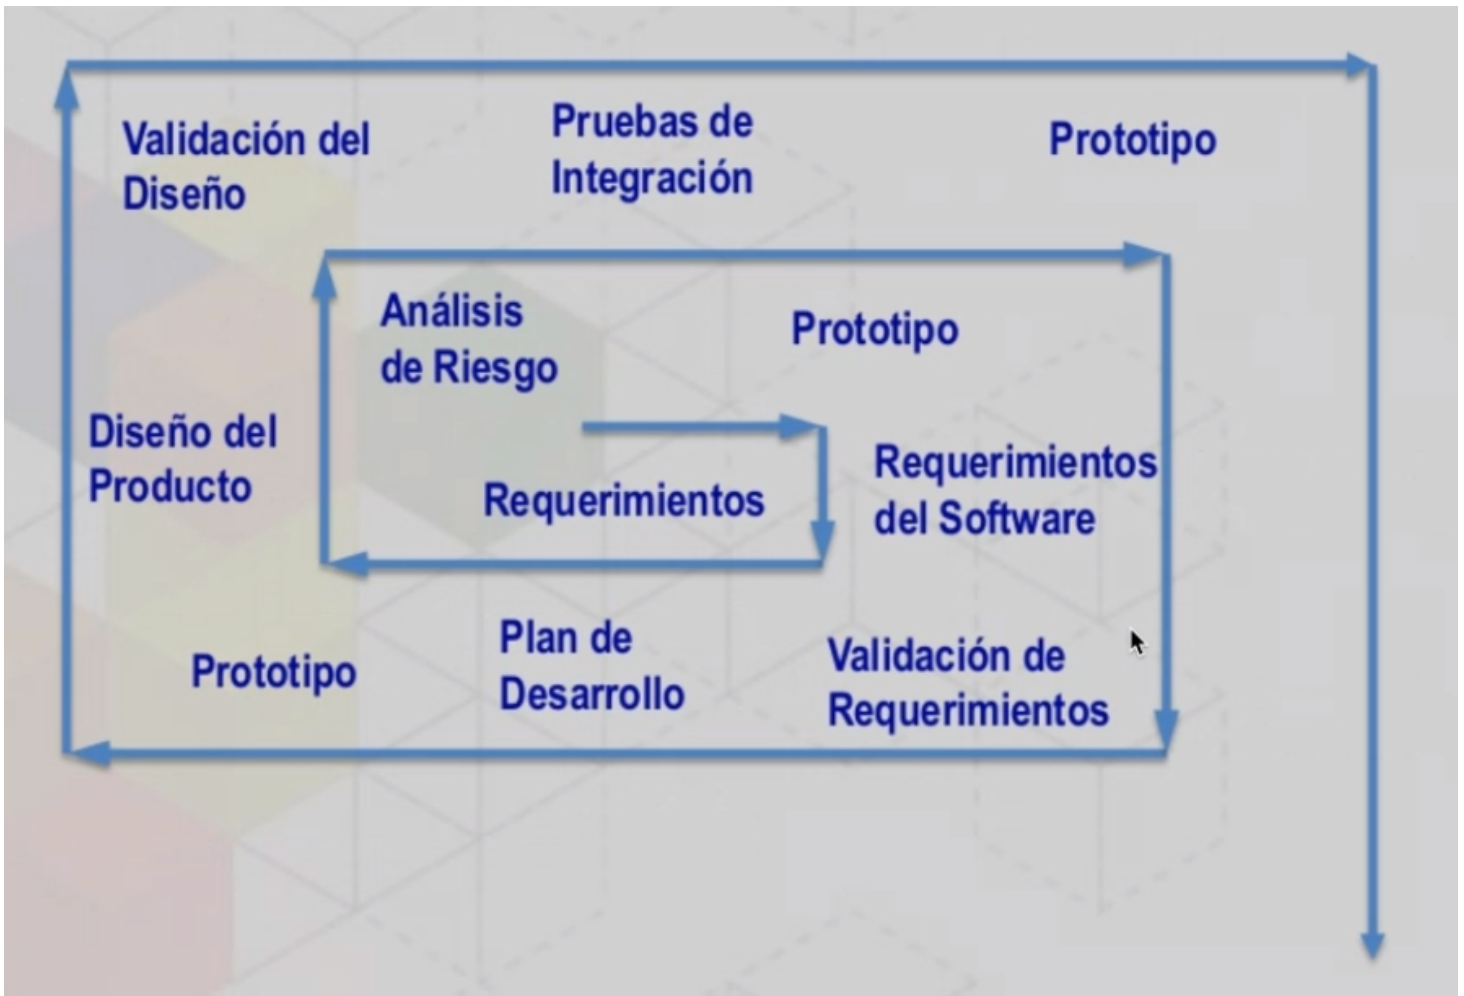 Validación del
Diseño
Pruebas de
Integración
Prototipo
Análisis
de Riesgo
Prototipo
Diseño del
Producto
Requerimientos
Requerimientos
del Software
Prototipo
Plan de
Desarrollo
Validación de
Requerimientos